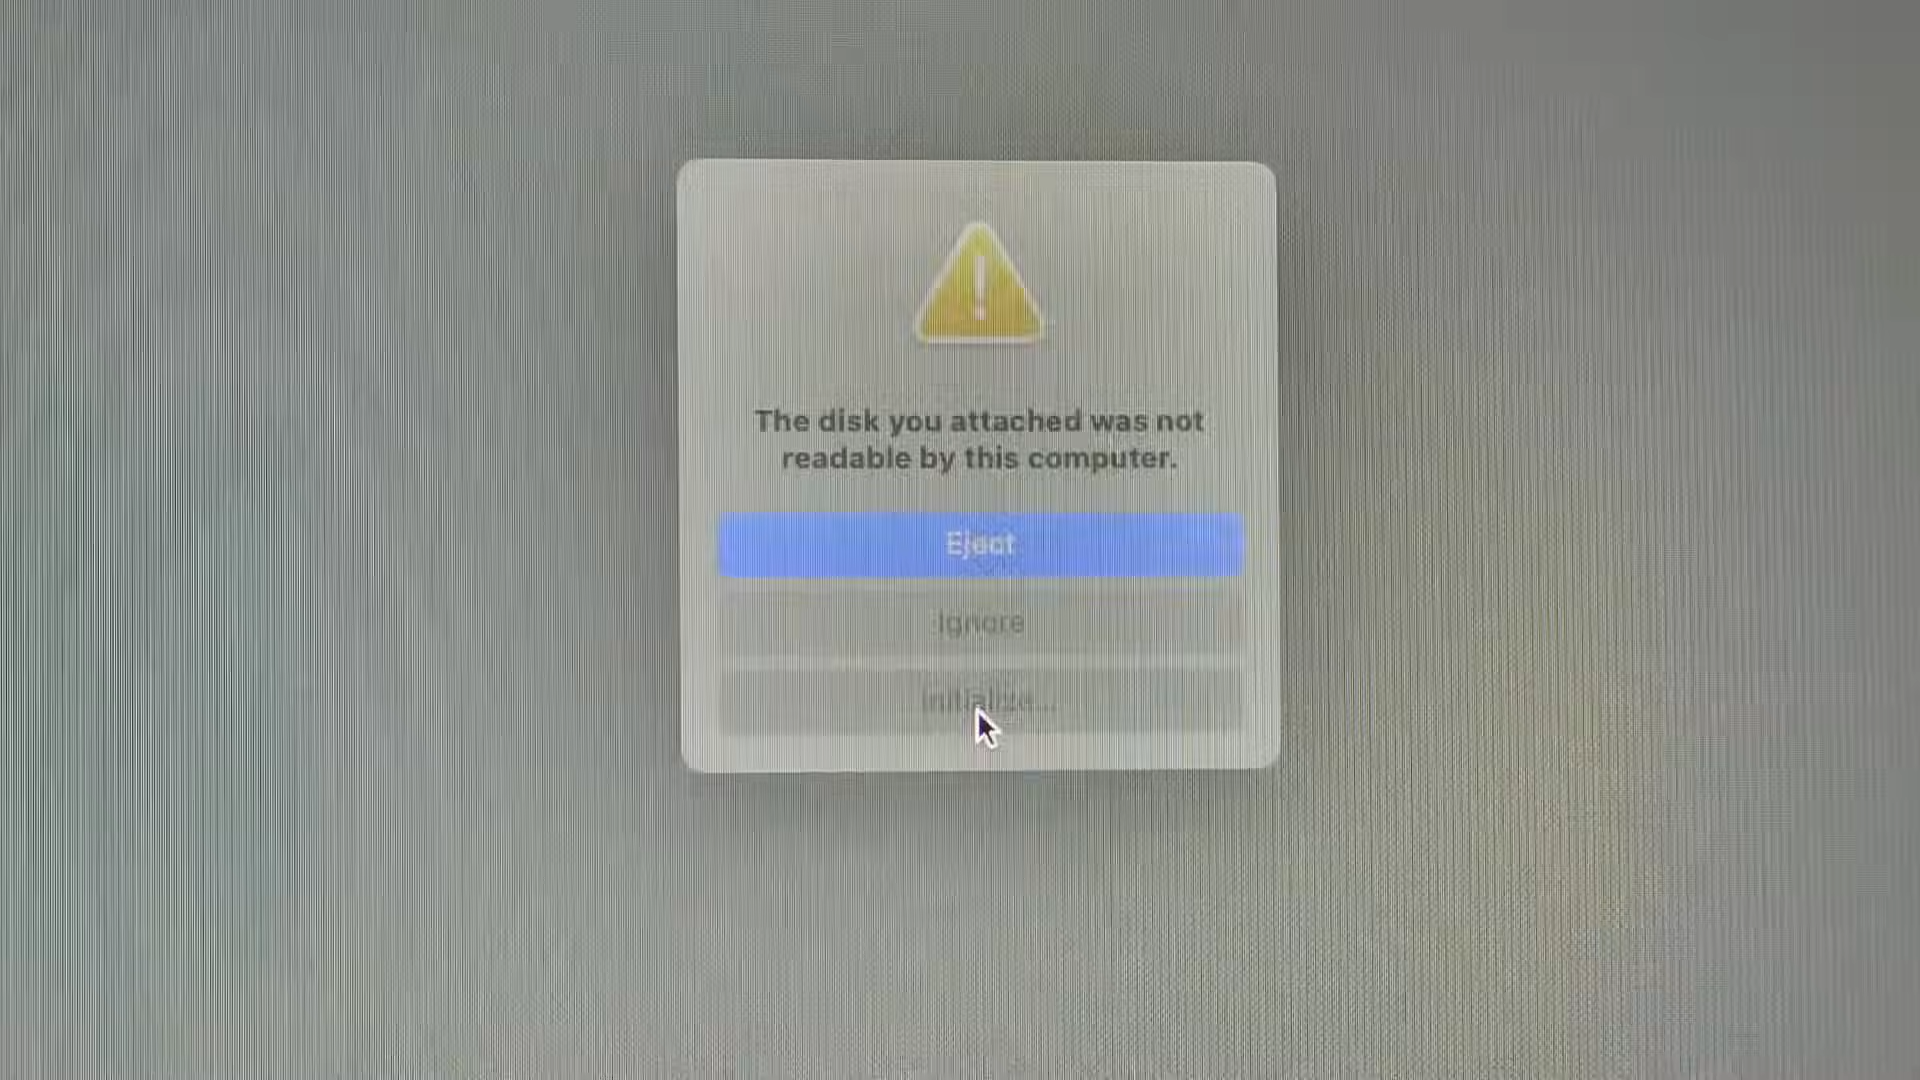 The disk you attached was not
readable by this computer.
Eject
Ignore
Initialize...